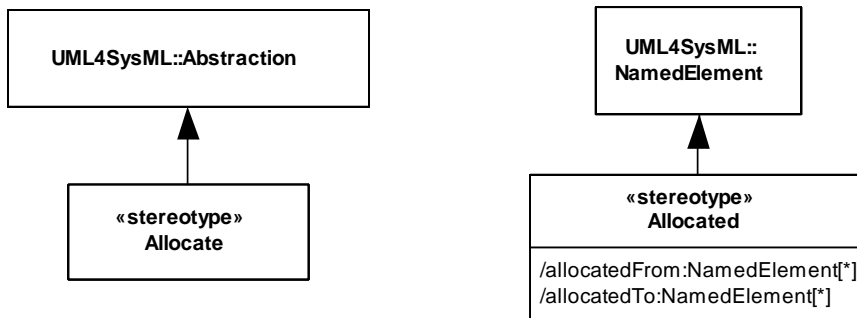 UML4SysML::Abstraction
«stereotype»
Allocate
UML4SysML::
NamedElement
«stereotype»
Allocated
/allocatedFrom:NamedElement[*]
/allocatedTo:NamedElement[*]